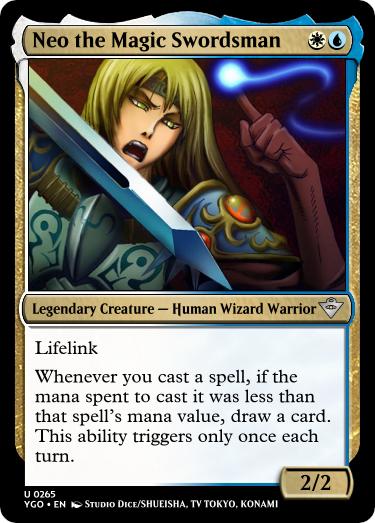 Neo the Magic Swordsman
Legendary Creature — Human Wizard Warrior
Lifelink
Whenever you cast a spell, if the
mana spent to cast it was less than
that spell's mana value, draw a card.
This ability triggers only once each
turn.
2/2
U 0265
YGO • EN Studio Dice/SHUEISHA, TV TOKYO, KONAMI